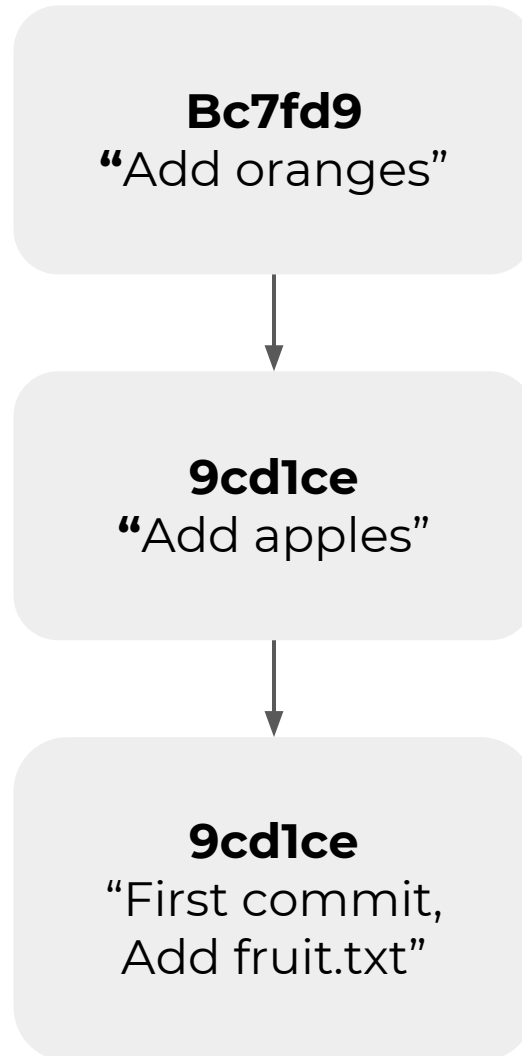 Bc7fd9
“Add oranges”
9cd1ce
“Add apples”
9cd1ce
“First commit,
Add fruit.txt”